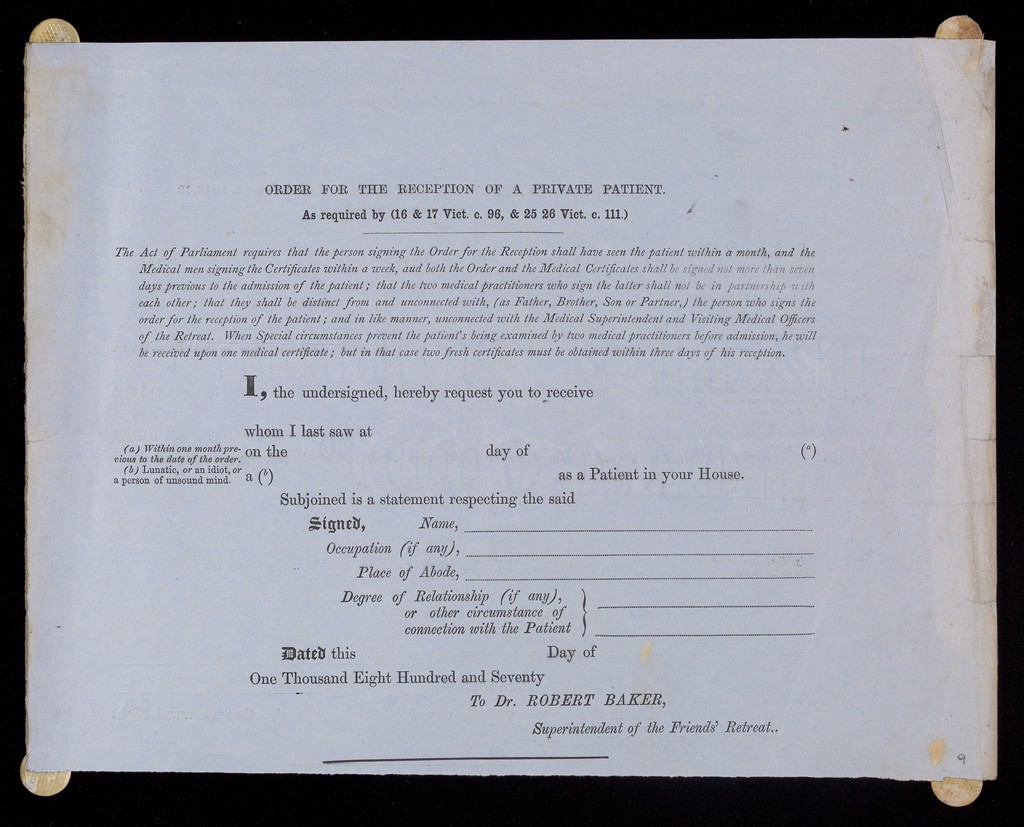 ORDER FOR THE RECEPTION OF A PRIVATE PATIENT.
As required by (16 & 17 Vict. c. 96, & 25 26 Vict. c. 111.)
The Act of Parliament requires that the person signing the Order for the Reception shall have seen the patient within a month, and the
Medical men signing the Certificates within a week, aud both the Order and the Medical Certificates shall be signed not more than seven
days previous to the admission of the patient; that the two medical practitioners who sign the latter shall not be in partnership with
each other; that they shall be distinct from and unconnected with, (as Father, Brother, Son or Partner,) the person who signs the
order for the reception of the patient; and in like manner, unconnected with the Medical Superintendent and Visiting Medical Officers
of the Retreat. When Special circumstances prevent the patient's being examined by two medical practitioners before admission, he will
be received upon one medical certificate; but in that case two fresh certificates must be obtained within three days of his reception.
I, the undersigned, hereby request you to receive
whom I last saw at
(a) Within one month pre-
vious to the date of the order.
on the day of (a)
(b) Lunatic, or an idiot, or
a person of unsound mind.
a (b) as a Patient in your House.
Subjoined is a statement respecting the said
Signed, Name,
Occupation (if any),
Place of Abode,
Degree of Relationship (if any),
or other circumstance of
connection with the Patient
Dated this Day of
One Thousand Eight Hundred and Seventy
To Dr. ROBERT BAKER,
Superintendent of the Friends' Retreat..
9